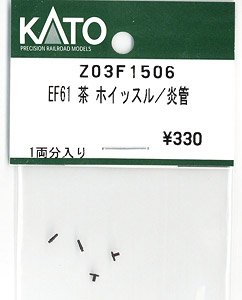 KATO
PRECISION RAILROAD MODELS
Z03F1506
EF61 茶 ホイッスル／炎管
¥330
1両分入り